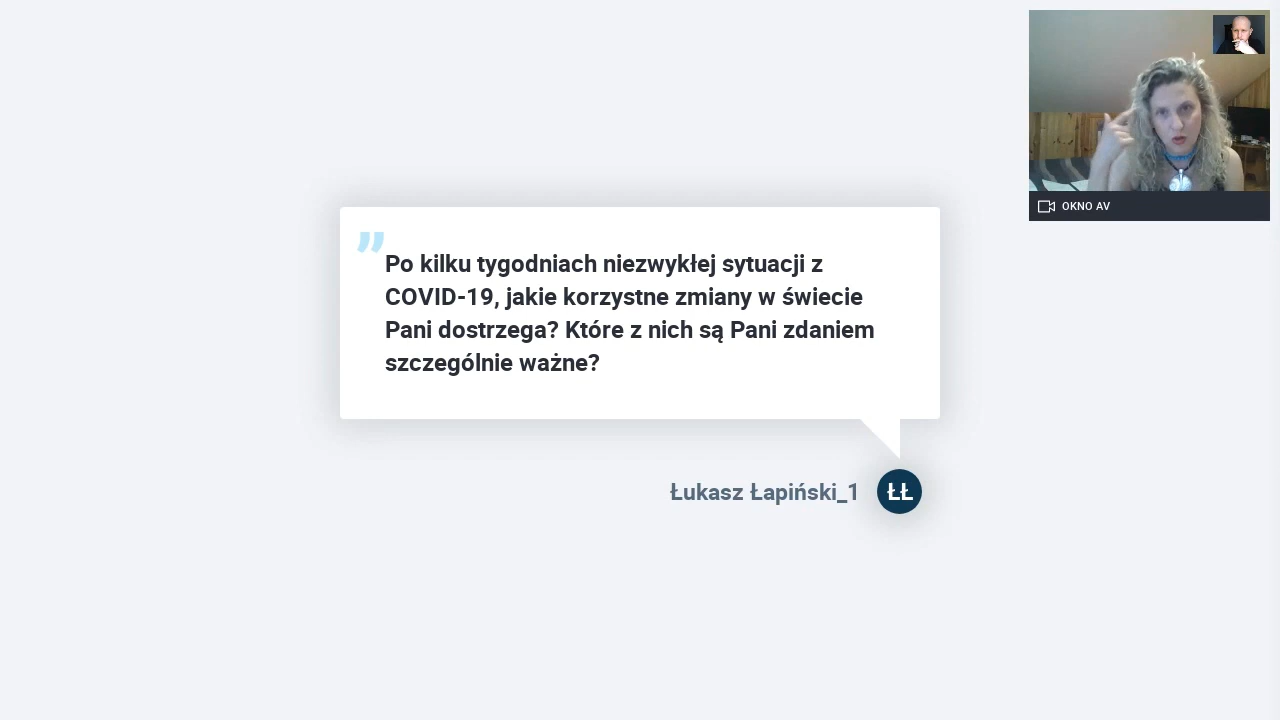 Po kilku tygodniach niezwykłej sytuacji z
COVID-19, jakie korzystne zmiany w świecie
Pani dostrzega? Które z nich są Pani zdaniem
szczególnie ważne?
Łukasz Łapiński_1
ŁŁ
OKNO AV